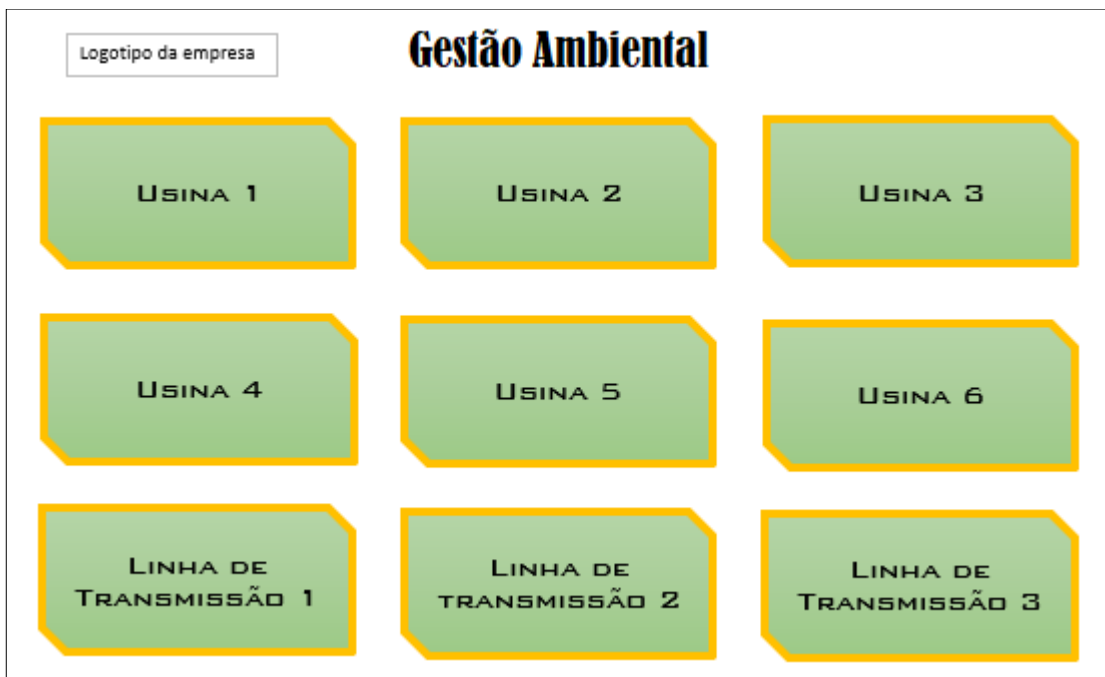 Logotipo da empresa
Gestão Ambiental
Usina 1
Usina 2
Usina 3
Usina 4
Usina 5
Usina 6
Linha de
Transmissão 1
Linha de
transmissão 2
Linha de
Transmissão 3